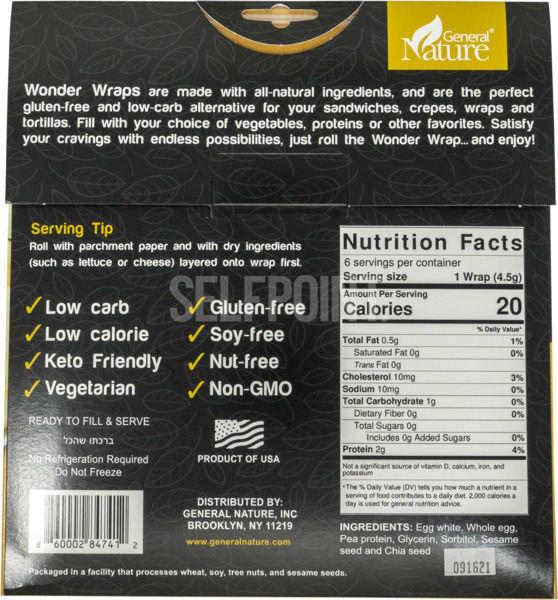 General
Nature®
Wonder Wraps are made with all-natural ingredients, and are the perfect
gluten-free and low-carb alternative for your sandwiches, crepes, wraps and
tortillas. Fill with your choice of vegetables, proteins or other favorites. Satisfy
your cravings with endless possibilities, just roll the Wonder Wrap... and enjoy!
Serving Tip
Roll with parchment paper and with dry ingredients
(such as lettuce or cheese) layered onto wrap first.
SELEPOINT
Low carb
Low calorie
Keto Friendly
Vegetarian
Gluten-free
Soy-free
Nut-free
Non-GMO
READY TO FILL & SERVE
ברכתו שהכל
No Refrigeration Required
Do Not Freeze
PRODUCT OF USA
8 60002 84741 2
DISTRIBUTED BY:
GENERAL NATURE, INC
BROOKLYN, NY 11219
www.generalnature.com
Packaged in a facility that processes wheat, soy, tree nuts, and sesame seeds.
Nutrition Facts
6 servings per container
Serving size 1 Wrap (4.5g)
Amount Per Serving
Calories 20
% Daily Value*
Total Fat 0.5g 1%
Saturated Fat 0g 0%
Trans Fat 0g
Cholesterol 10mg 3%
Sodium 10mg 0%
Total Carbohydrate 1g 0%
Dietary Fiber 0g 0%
Total Sugars 0g
Includes 0g Added Sugars 0%
Protein 2g 4%
Not a significant source of vitamin D, calcium, iron, and
potassium
*The % Daily Value (DV) tells you how much a nutrient in a
serving of food contributes to a daily diet. 2,000 calories a
day is used for general nutrition advice.
INGREDIENTS: Egg white, Whole egg,
Pea protein, Glycerin, Sorbitol, Sesame
seed and Chia seed
091621